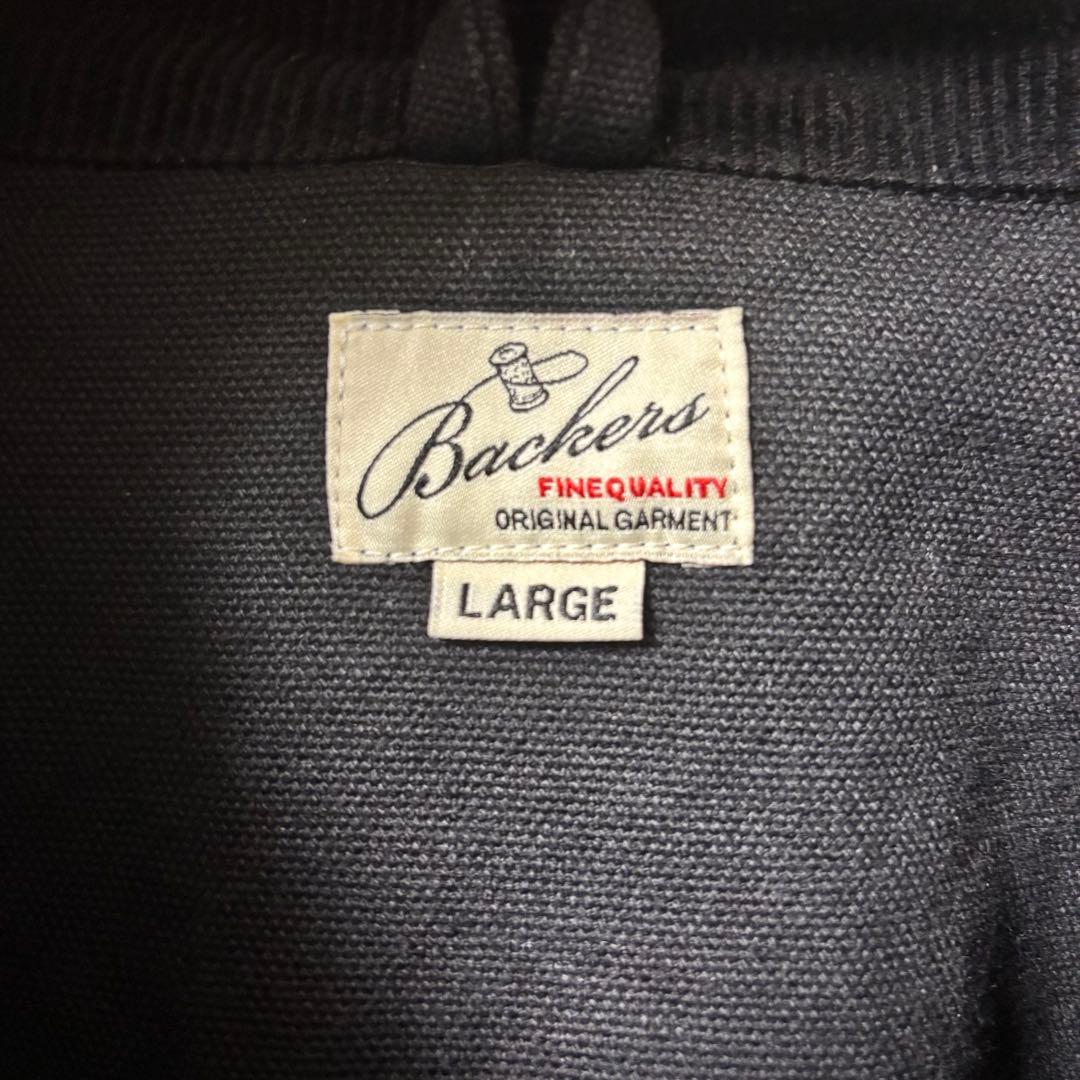 Backers
FINEQUALITY
ORIGINAL GARMENT
LARGE